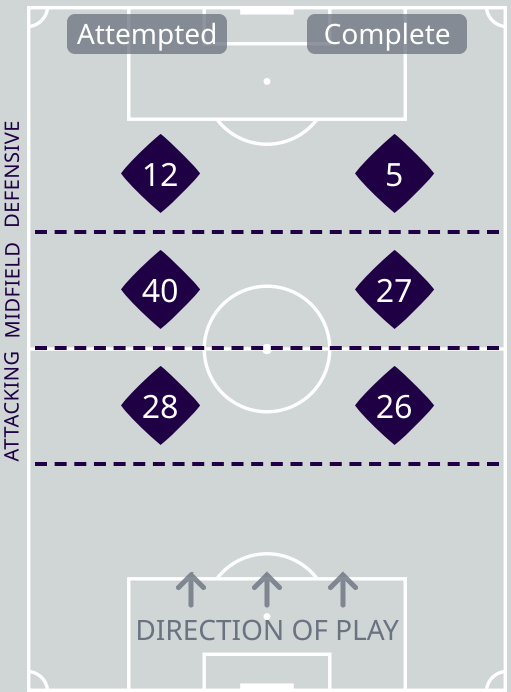 Attempted Complete
12 5
40 27
28 26
DEFENSIVE
MIDFIELD
ATTACKING
DIRECTION OF PLAY